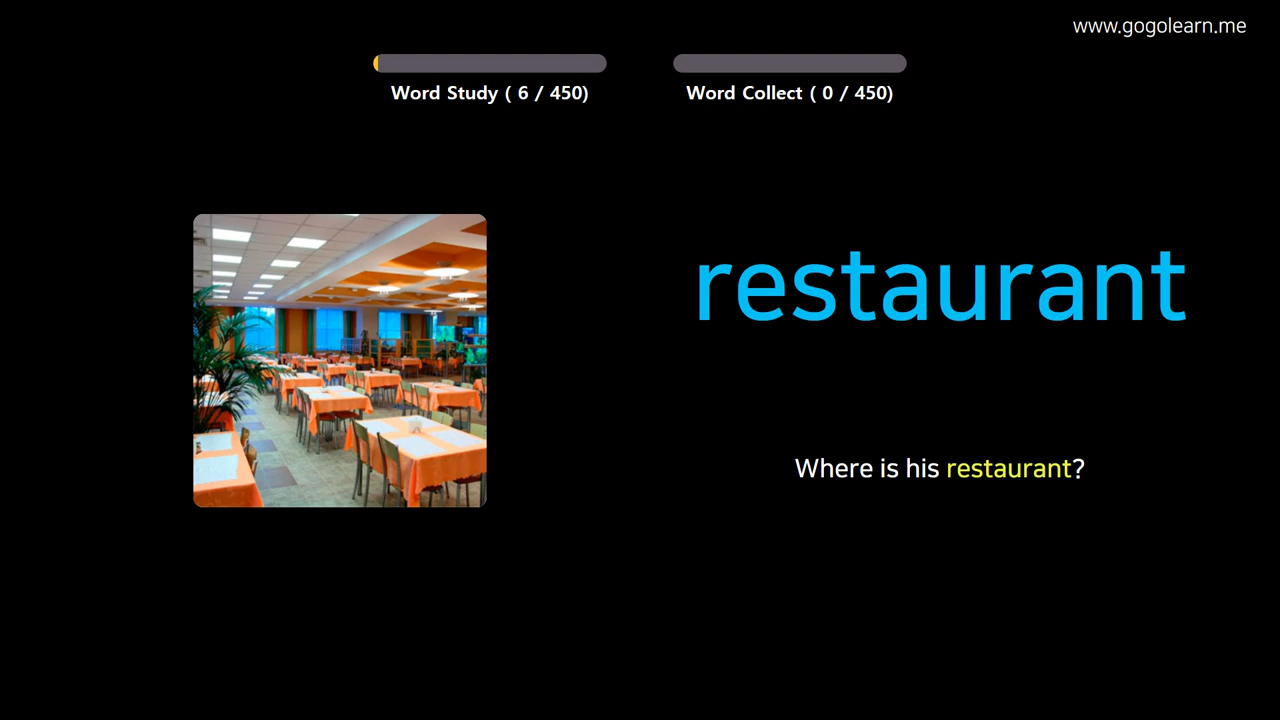 www.gogolearn.me
Word Study ( 6 / 450)
Word Collect ( 0 / 450)
restaurant
Where is his restaurant?